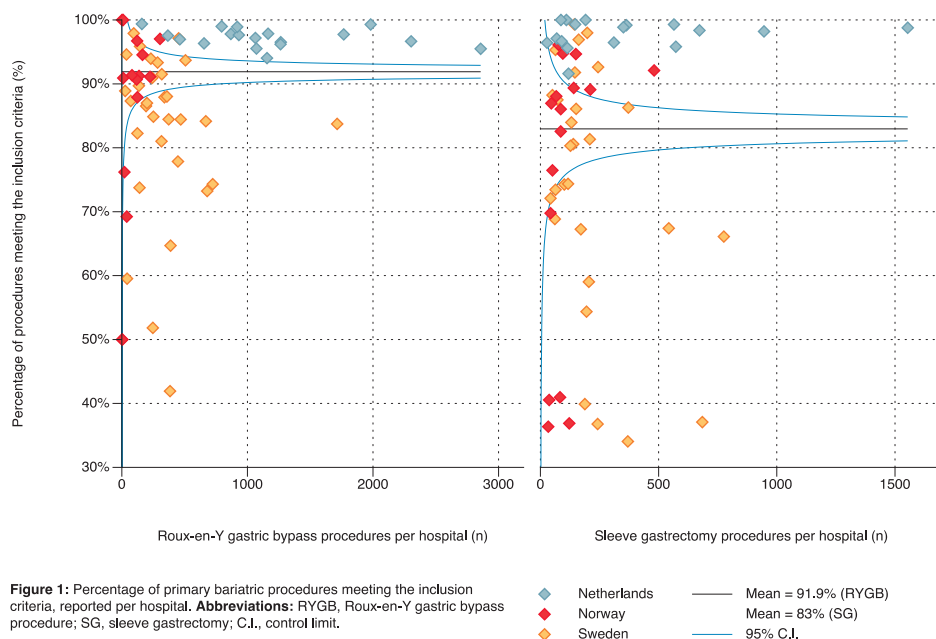 Percentage of procedures meeting the inclusion criteria (%)
100%
90%
80%
70%
60%
50%
40%
30%
0
1000
2000
3000
0
500
1000
1500
Roux-en-Y gastric bypass procedures per hospital (n)
Sleeve gastrectomy procedures per hospital (n)
Figure 1: Percentage of primary bariatric procedures meeting the inclusion
criteria, reported per hospital. Abbreviations: RYGB, Roux-en-Y gastric bypass
procedure; SG, sleeve gastrectomy; C.I., control limit.
Netherlands
Norway
Sweden
Mean = 91.9% (RYGB)
Mean = 83% (SG)
95% C.I.